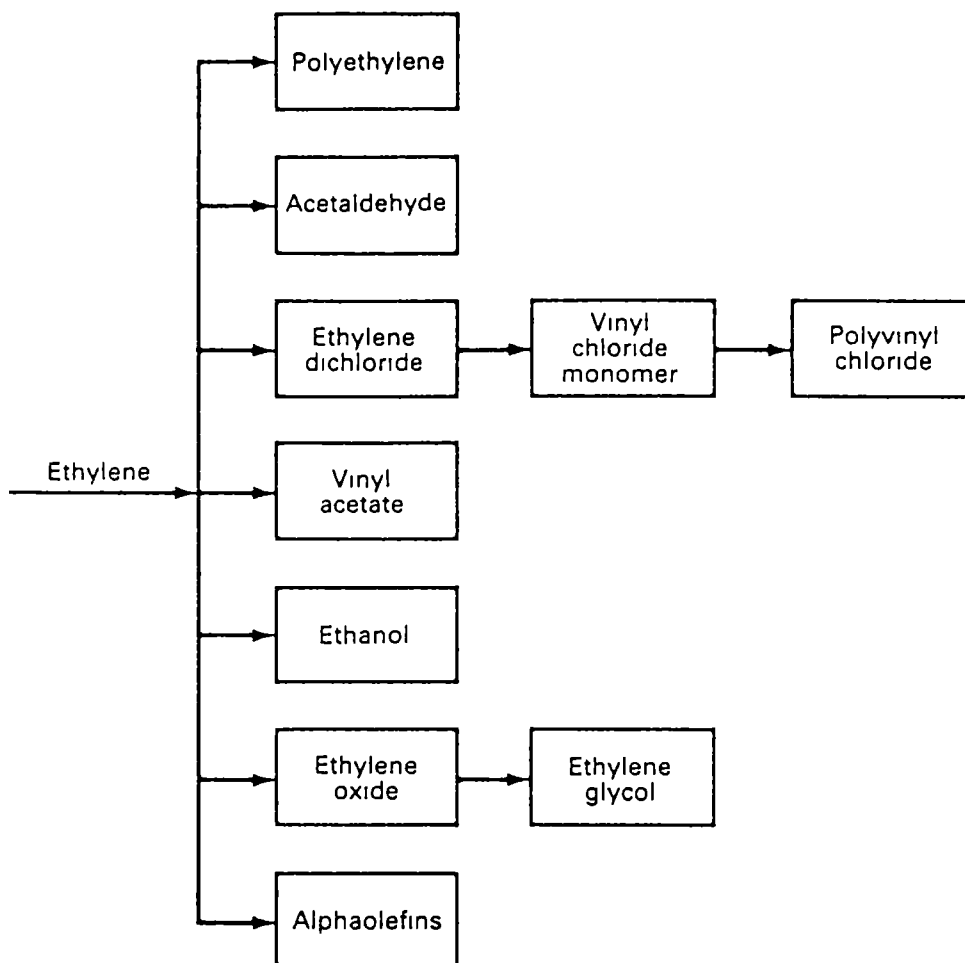 Polyethylene
Acetaldehyde
Ethylene
dichloride
Vinyl
chloride
monomer
Polyvinyl
chloride
Ethylene
Vinyl
acetate
Ethanol
Ethylene
oxide
Ethylene
glycol
Alphaolefins